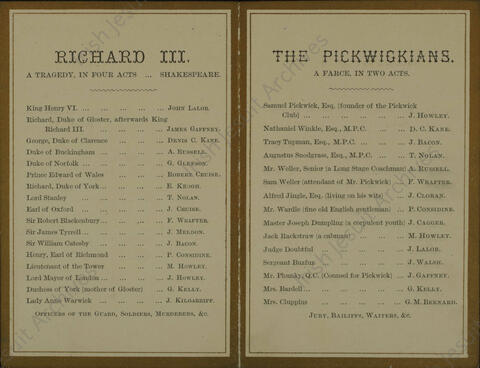 RICHARD III.
A TRAGEDY, IN FOUR ACTS ... SHAKESPEARE.
King Henry VI. ... ... ... ... John Lalor.
Richard, Duke of Gloster, afterwards King
Richard III. ... ... ... James Gaffney.
George, Duke of Clarence ... ... Denis C. Kane.
Duke of Buckingham ... ... ... A. Russell.
Duke of Norfolk ... ... ... ... G. Gleeson.
Prince Edward of Wales ... ... Robert Cruise.
Richard, Duke of York ... ... ... E. Keogh.
Lord Stanley ... ... ... ... T. Nolan.
Earl of Oxford ... ... ... ... J. Cruise.
Sir Robert Blackenbury ... ... ... F. Wrafter.
Sir James Tyrrell ... ... ... ... J. Meldon.
Sir William Catesby ... ... ... J. Bacon.
Henry, Earl of Richmond ... ... P. Considine.
Lieutenant of the Tower ... ... M. Howley.
Lord Mayor of London ... ... ... J. Howley.
Duchess of York (mother of Gloster) ... G. Kelly.
Lady Anne Warwick ... ... ... J. Kilgarriff.
Officers of the Guard, Soldiers, Murderers, &c.
THE PICKWICKIANS.
A FARCE, IN TWO ACTS.
Samuel Pickwick, Esq. (founder of the Pickwick
Club) ... ... ... ... ... J. Howley.
Nathaniel Winkle, Esq., M.P.C. ... ... D. C. Kane.
Tracy Tupman, Esq., M.P.C. ... ... J. Bacon.
Augustus Snodgrass, Esq., M.P.C. ... T. Nolan.
Mr. Weller, Senior (a Long Stage Coachman) A. Russell.
Sam Weller (attendant of Mr. Pickwick) F. Wrafter.
Alfred Jingle, Esq. (living on his wits) J. Cloran.
Mr. Wardle (fine old English gentleman) P. Considine.
Master Joseph Dumpling (a corpulent youth) J. Cagger.
Jack Rackstraw (a cabman) ... ... M. Howley.
Judge Doubtful ... ... ... ... J. Lalor.
Sergeant Buzfuz ... ... ... ... J. Walsh.
Mr. Phunky, Q.C. (Counsel for Pickwick) J. Gaffney.
Mrs. Bardell ... ... ... ... ... G. Kelly.
Mrs. Cluppins ... ... ... ... G. M. Bernard.
Jury, Bailiffs, Waiters, &c.
Irish Jesuit Archives